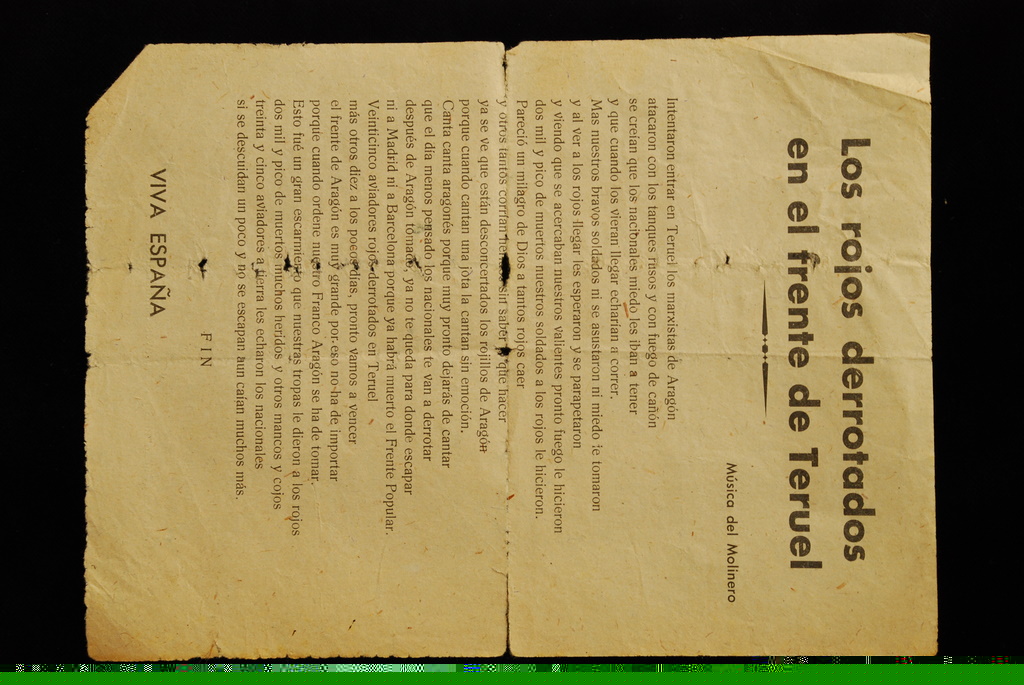 Los rojos derrotados
en el frente de Teruel
Música del Molinero
Intentaron entrar en Teruel los marxistas de Aragón
atacaron con los tanques rusos y con fuego de cañón
se creían que los nacionales miedo les iban a tener
y que cuando los vieran llegar echarían a correr.
Mas nuestros bravos soldados ni se asustaron ni miedo le tomaron
y al ver a los rojos llegar les esperaron y se parapetaron
y viendo que se acercaban nuestros valientes pronto fuego le hicieron
dos mil y pico de muertos nuestros soldados a los rojos le hicieron.
Pareció un milagro de Dios a tantos rojos caer
y otros tantos corrían sin saber que hacer
ya se ve que están desconcertados los rojillos de Aragón
porque cuando cantan una jota la cantan sin emoción.
Canta canta aragonés porque muy pronto dejarás de cantar
que el día menos pensado los nacionales te van a derrotar
después de Aragón tomada, ya no te queda para donde escapar
ni a Madrid ni a Barcelona porque ya habrá muerto el Frente Popular.
Veinticinco aviadores rojos derrotados en Teruel
más otros diez a los pocos días, pronto vamos a vencer
el frente de Aragón es muy grande por eso no ha de importar
porque cuando ordene nuestro Franco Aragón se ha de tomar.
Esto fué un gran escarmiento que nuestras tropas le dieron a los rojos
dos mil y pico de muertos muchos heridos y otros mancos y cojos
treinta y cinco aviadores a tierra les echaron los nacionales
si se descuidan un poco y no se escapan aun caían muchos más.
FIN
VIVA ESPAÑA